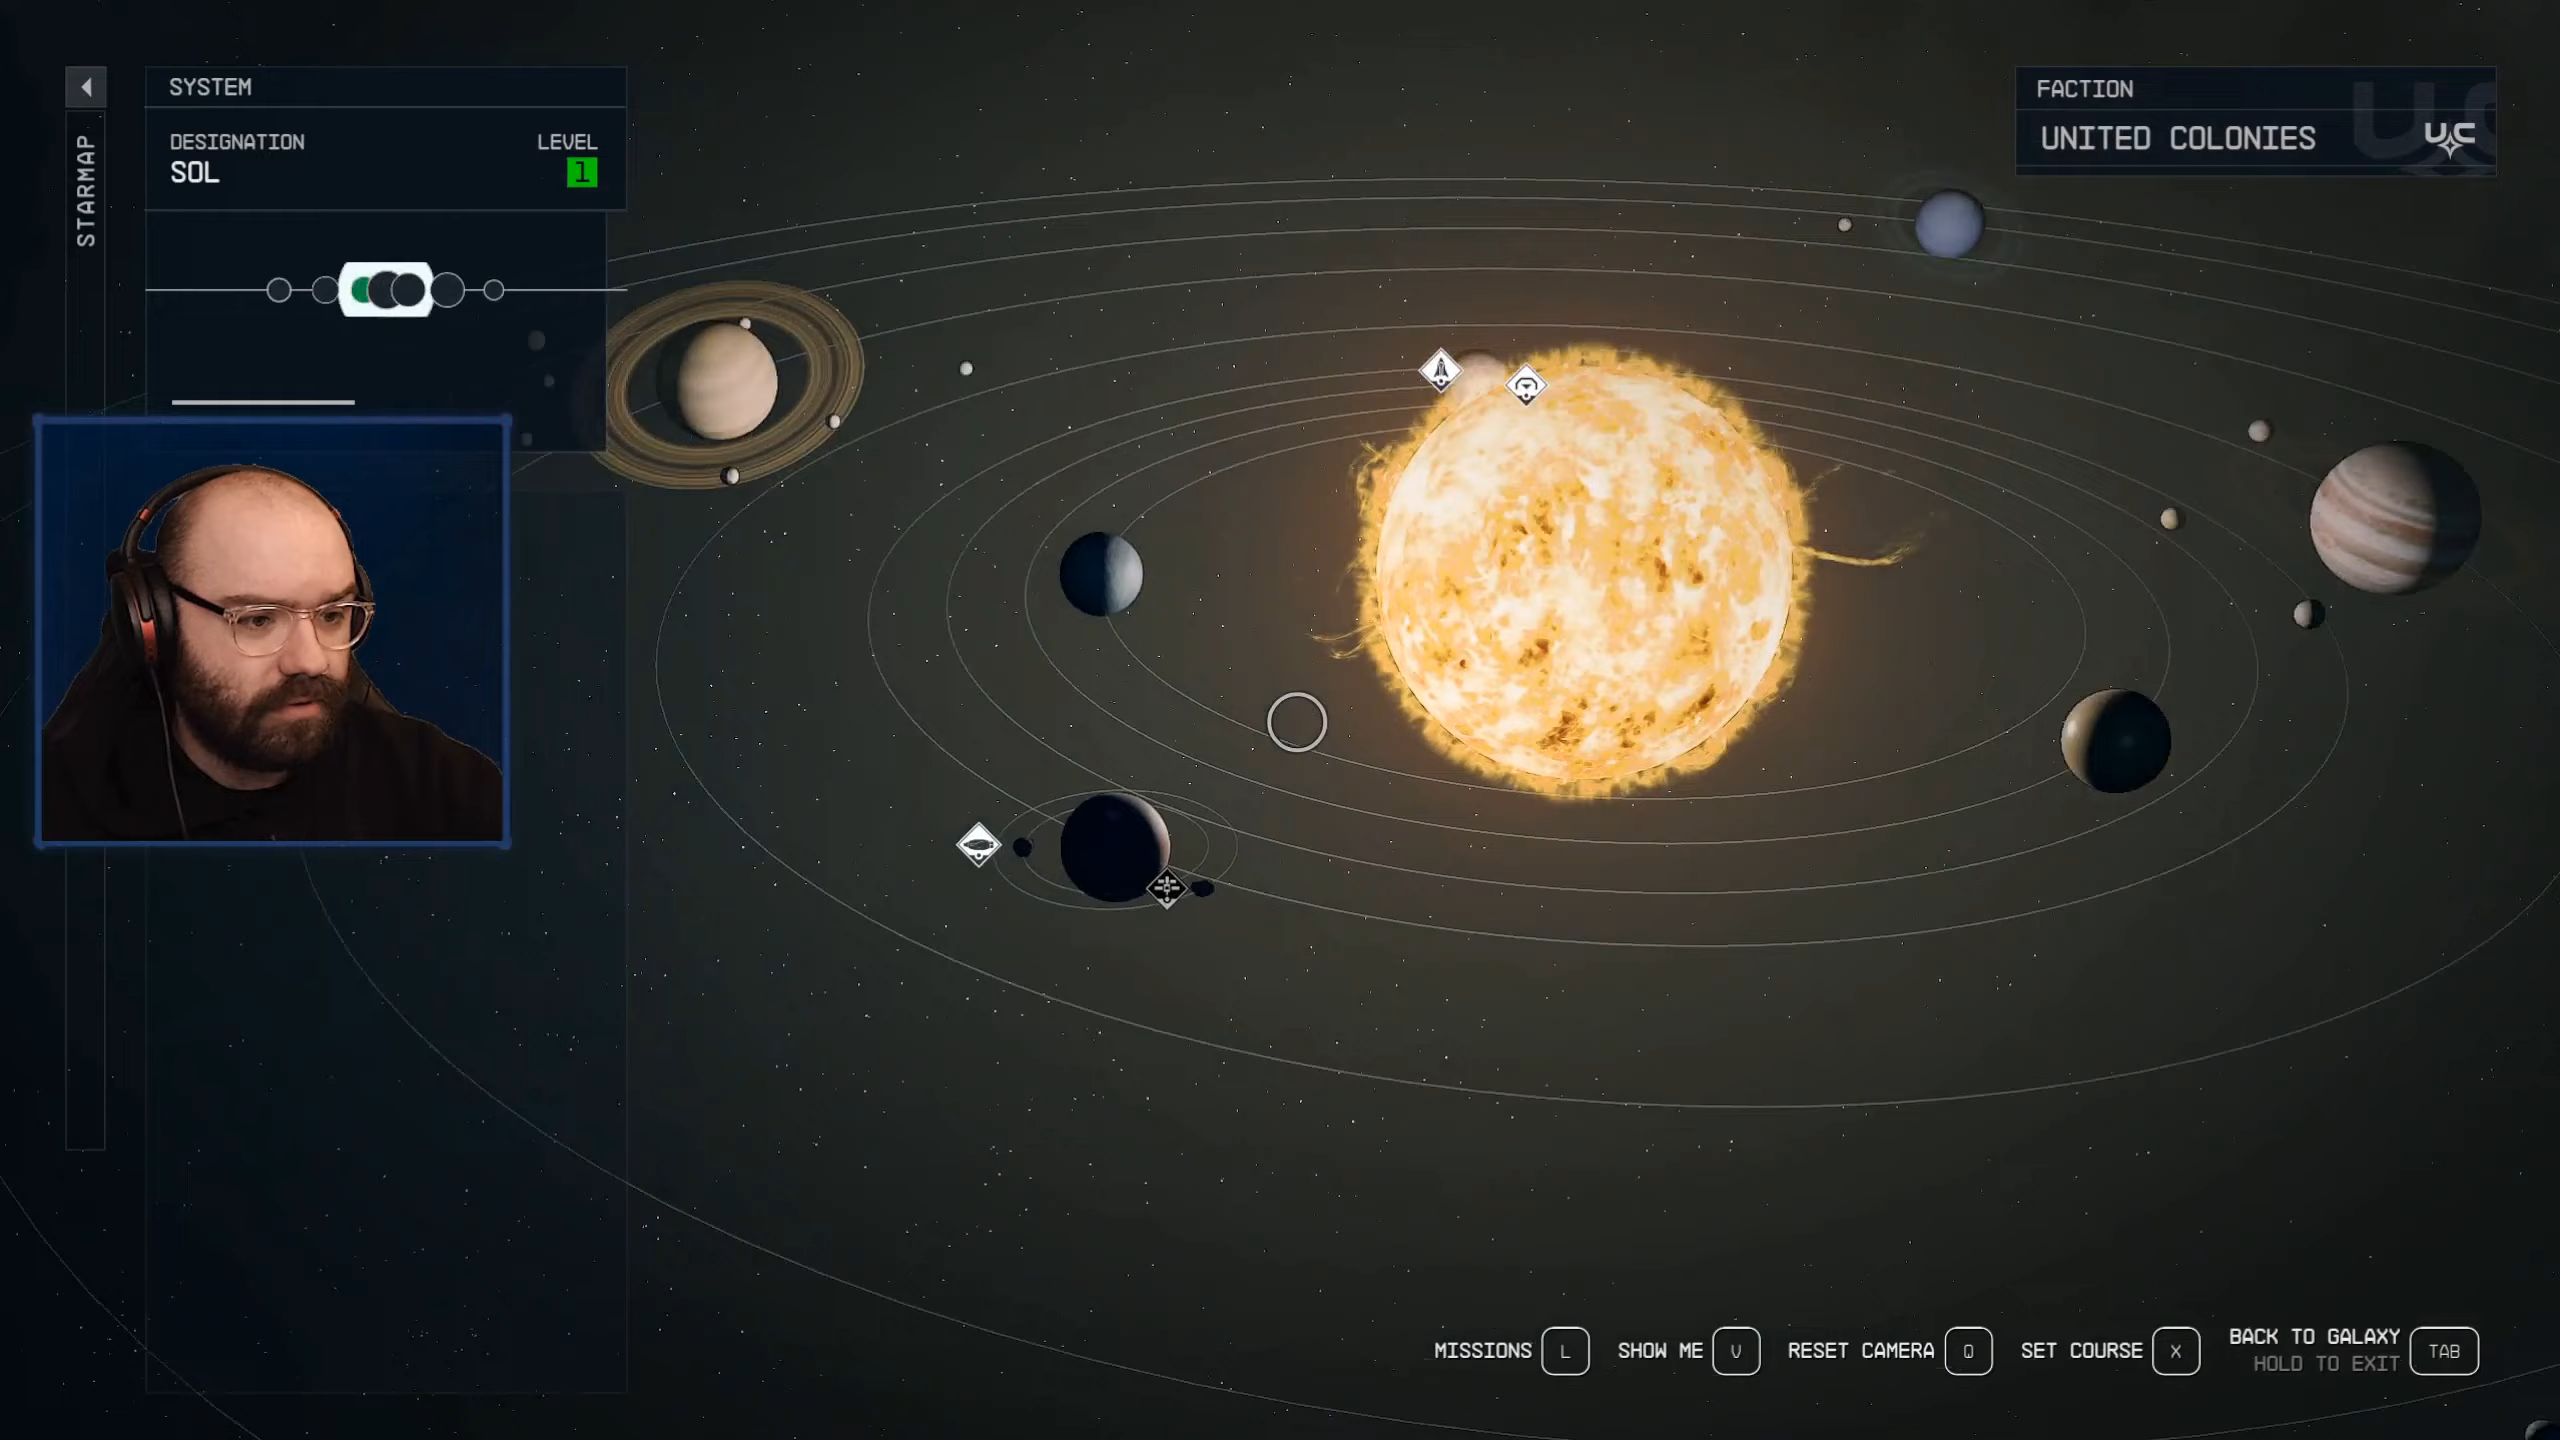 SYSTEM
DESIGNATION
LEVEL
SOL
1
STARMAP
FACTION
UNITED COLONIES
UC
MISSIONS L
SHOW ME V
RESET CAMERA Q
SET COURSE X
BACK TO GALAXY
HOLD TO EXIT
TAB